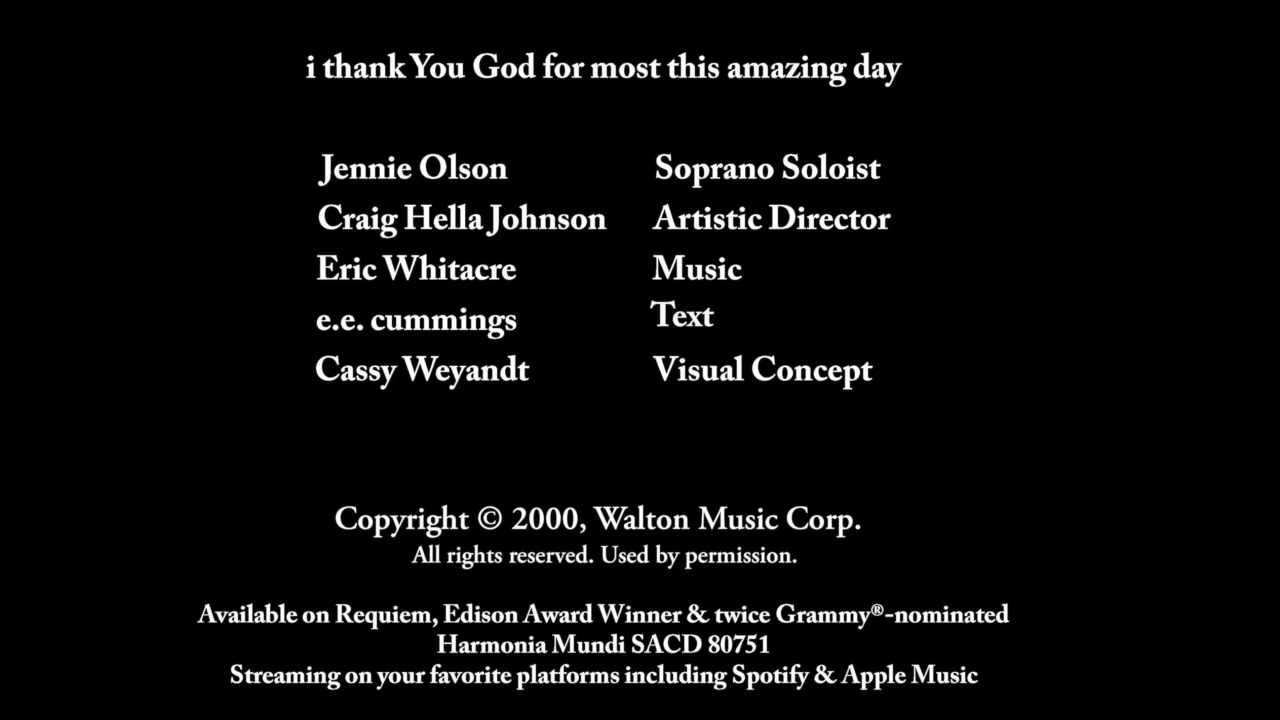 i thank You God for most this amazing day
Jennie Olson Soprano Soloist
Craig Hella Johnson Artistic Director
Eric Whitacre Music
e.e. cummings Text
Cassy Weyandt Visual Concept
Copyright © 2000, Walton Music Corp.
All rights reserved. Used by permission.
Available on Requiem, Edison Award Winner & twice Grammy®-nominated
Harmonia Mundi SACD 80751
Streaming on your favorite platforms including Spotify & Apple Music